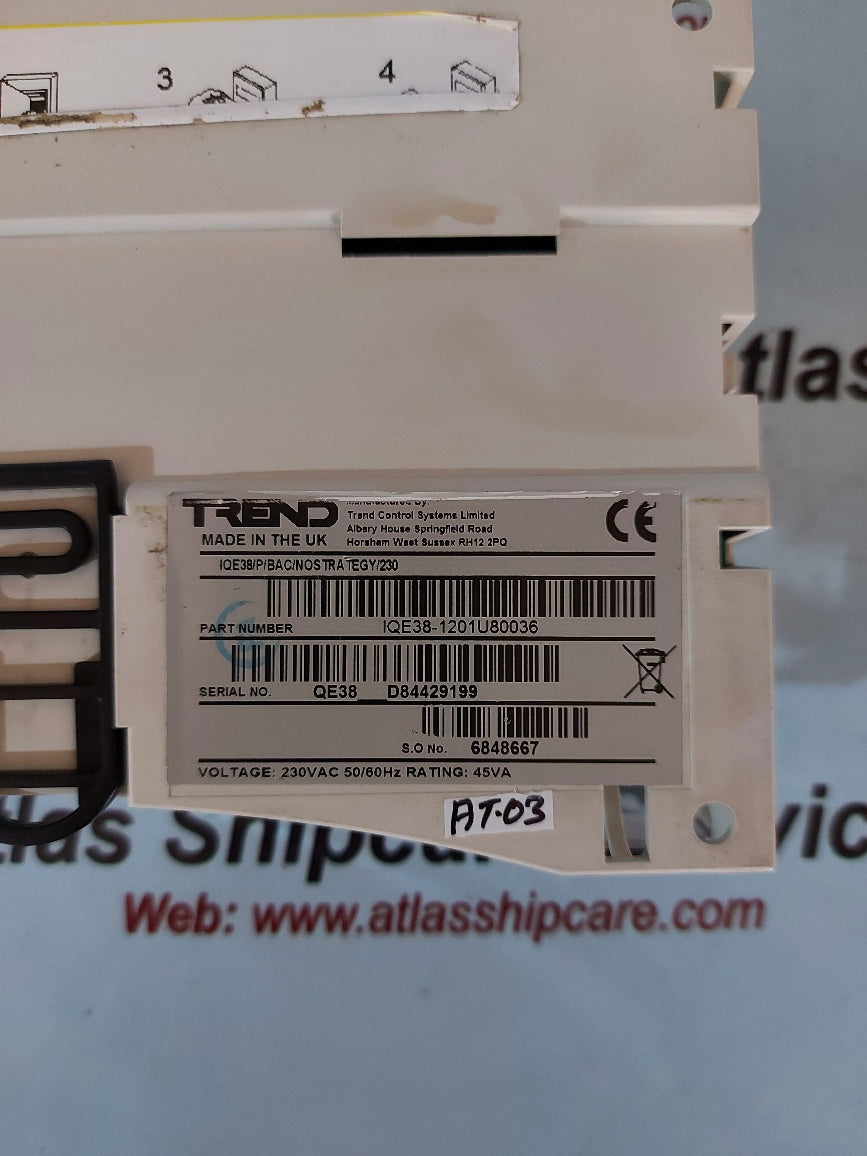 3
4
TREND
Manufactured By:
Trend Control Systems Limited
Albery House Springfield Road
Horsham West Sussex RH12 2PQ
MADE IN THE UK
CE
IQE38/P/BAC/NOSTRATEGY/230
PART NUMBER IQE38-1201U80036
SERIAL NO. QE38 D84429199
S.O No. 6848667
VOLTAGE: 230VAC 50/60Hz RATING: 45VA
AT-03
tlas
tlas Shipca vic
Web: www.atlasshipcare.com